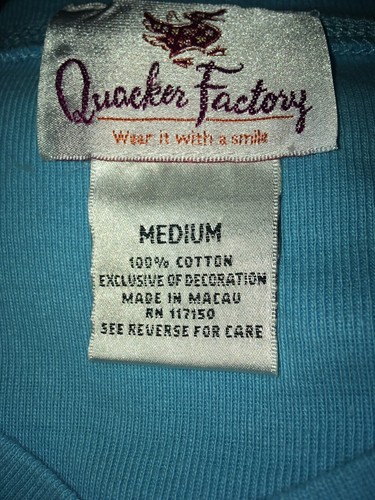 Quacker Factory
Wear it with a smile
MEDIUM
100% COTTON
EXCLUSIVE OF DECORATION
MADE IN MACAU
RN 117150
SEE REVERSE FOR CARE